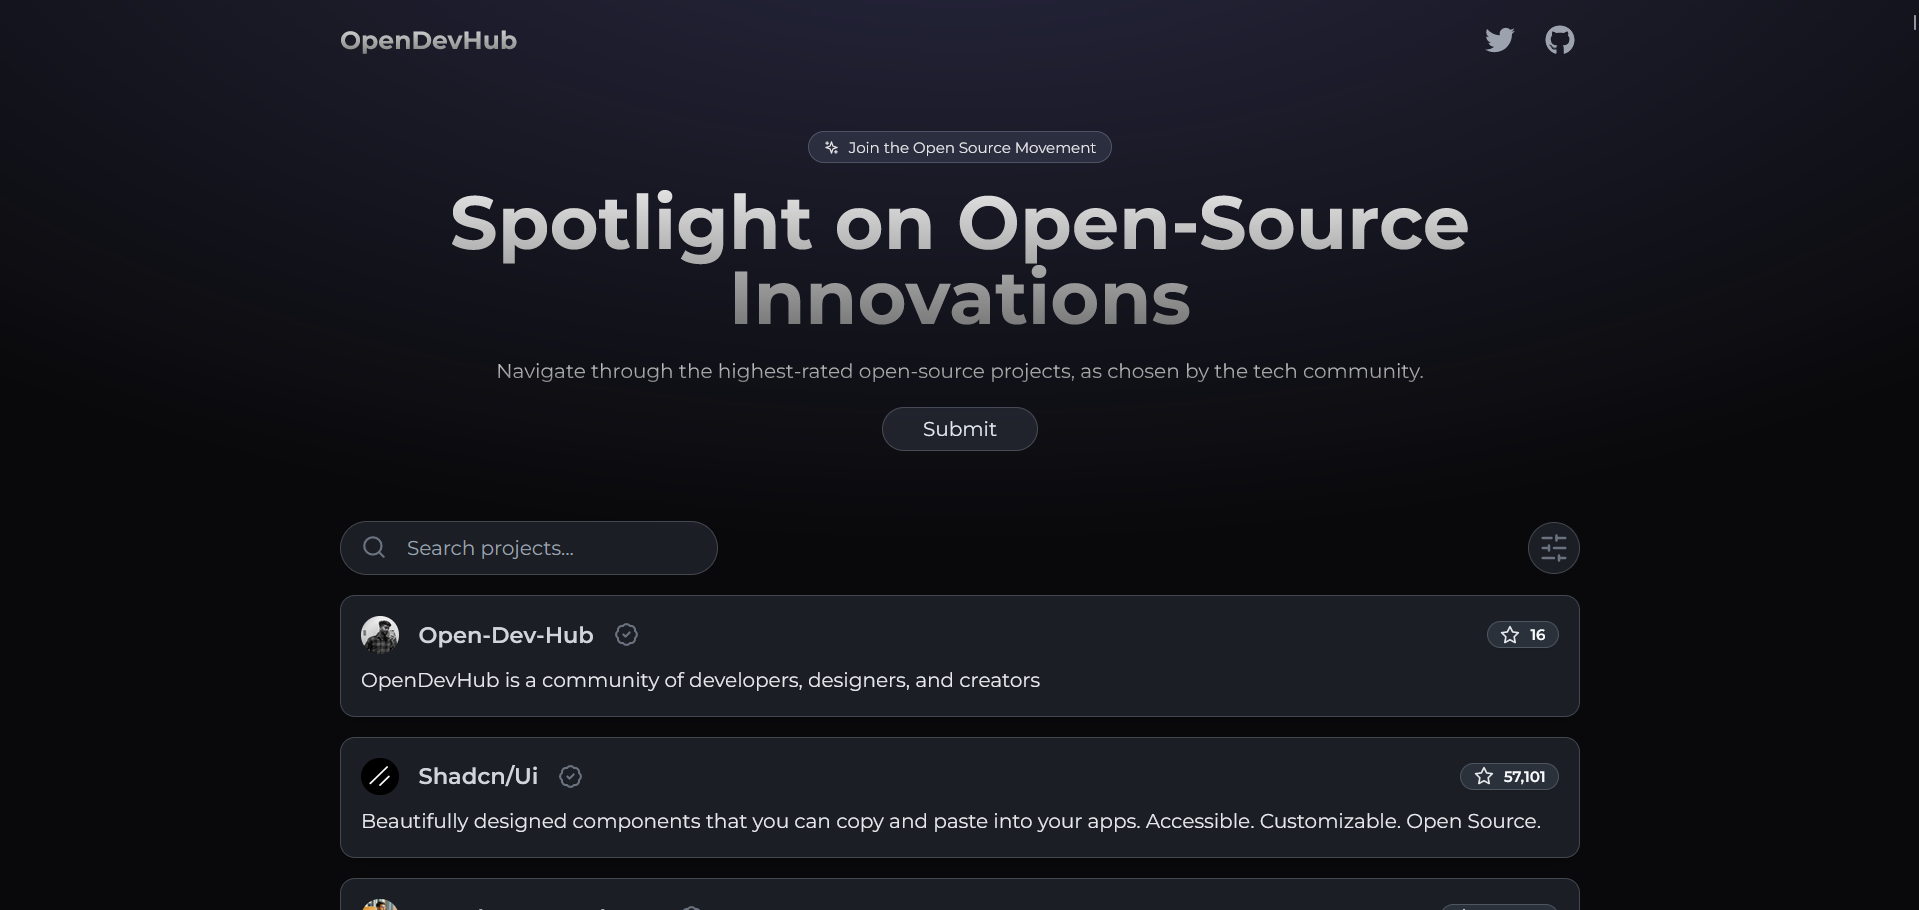 OpenDevHub
Join the Open Source Movement
Spotlight on Open-Source
Innovations
Navigate through the highest-rated open-source projects, as chosen by the tech community.
Submit
Search projects...
Open-Dev-Hub
16
OpenDevHub is a community of developers, designers, and creators
Shadcn/Ui
57,101
Beautifully designed components that you can copy and paste into your apps. Accessible. Customizable. Open Source.